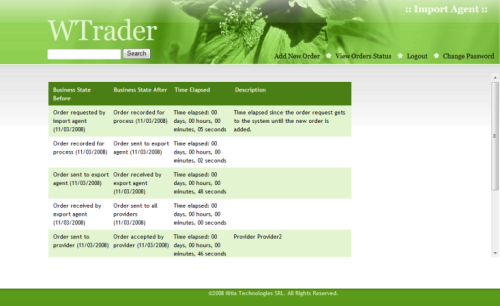 :: Import Agent ::
WTrader
Search
Add New Order View Orders Status Logout Change Password
Business State Before Business State After Time Elapsed Description
Order requested by import agent (11/03/2008) Order recorded for process (11/03/2008) Time elapsed: 00 days, 00 hours, 00 minutes, 05 seconds Time elapsed since the order request gets to the system until the new order is added.
Order recorded for process (11/03/2008) Order sent to export agent (11/03/2008) Time elapsed: 00 days, 00 hours, 00 minutes, 02 seconds
Order sent to export agent (11/03/2008) Order received by export agent (11/03/2008) Time elapsed: 00 days, 00 hours, 00 minutes, 48 seconds
Order received by export agent (11/03/2008) Order sent to all providers (11/03/2008) Time elapsed: 00 days, 00 hours, 00 minutes, 00 seconds
Order sent to provider (11/03/2008) Order accepted by provider (11/03/2008) Time elapsed: 00 days, 00 hours, 00 minutes, 46 seconds Provider Provider2
©2008 Technologies SRL. All Rights Reserved.